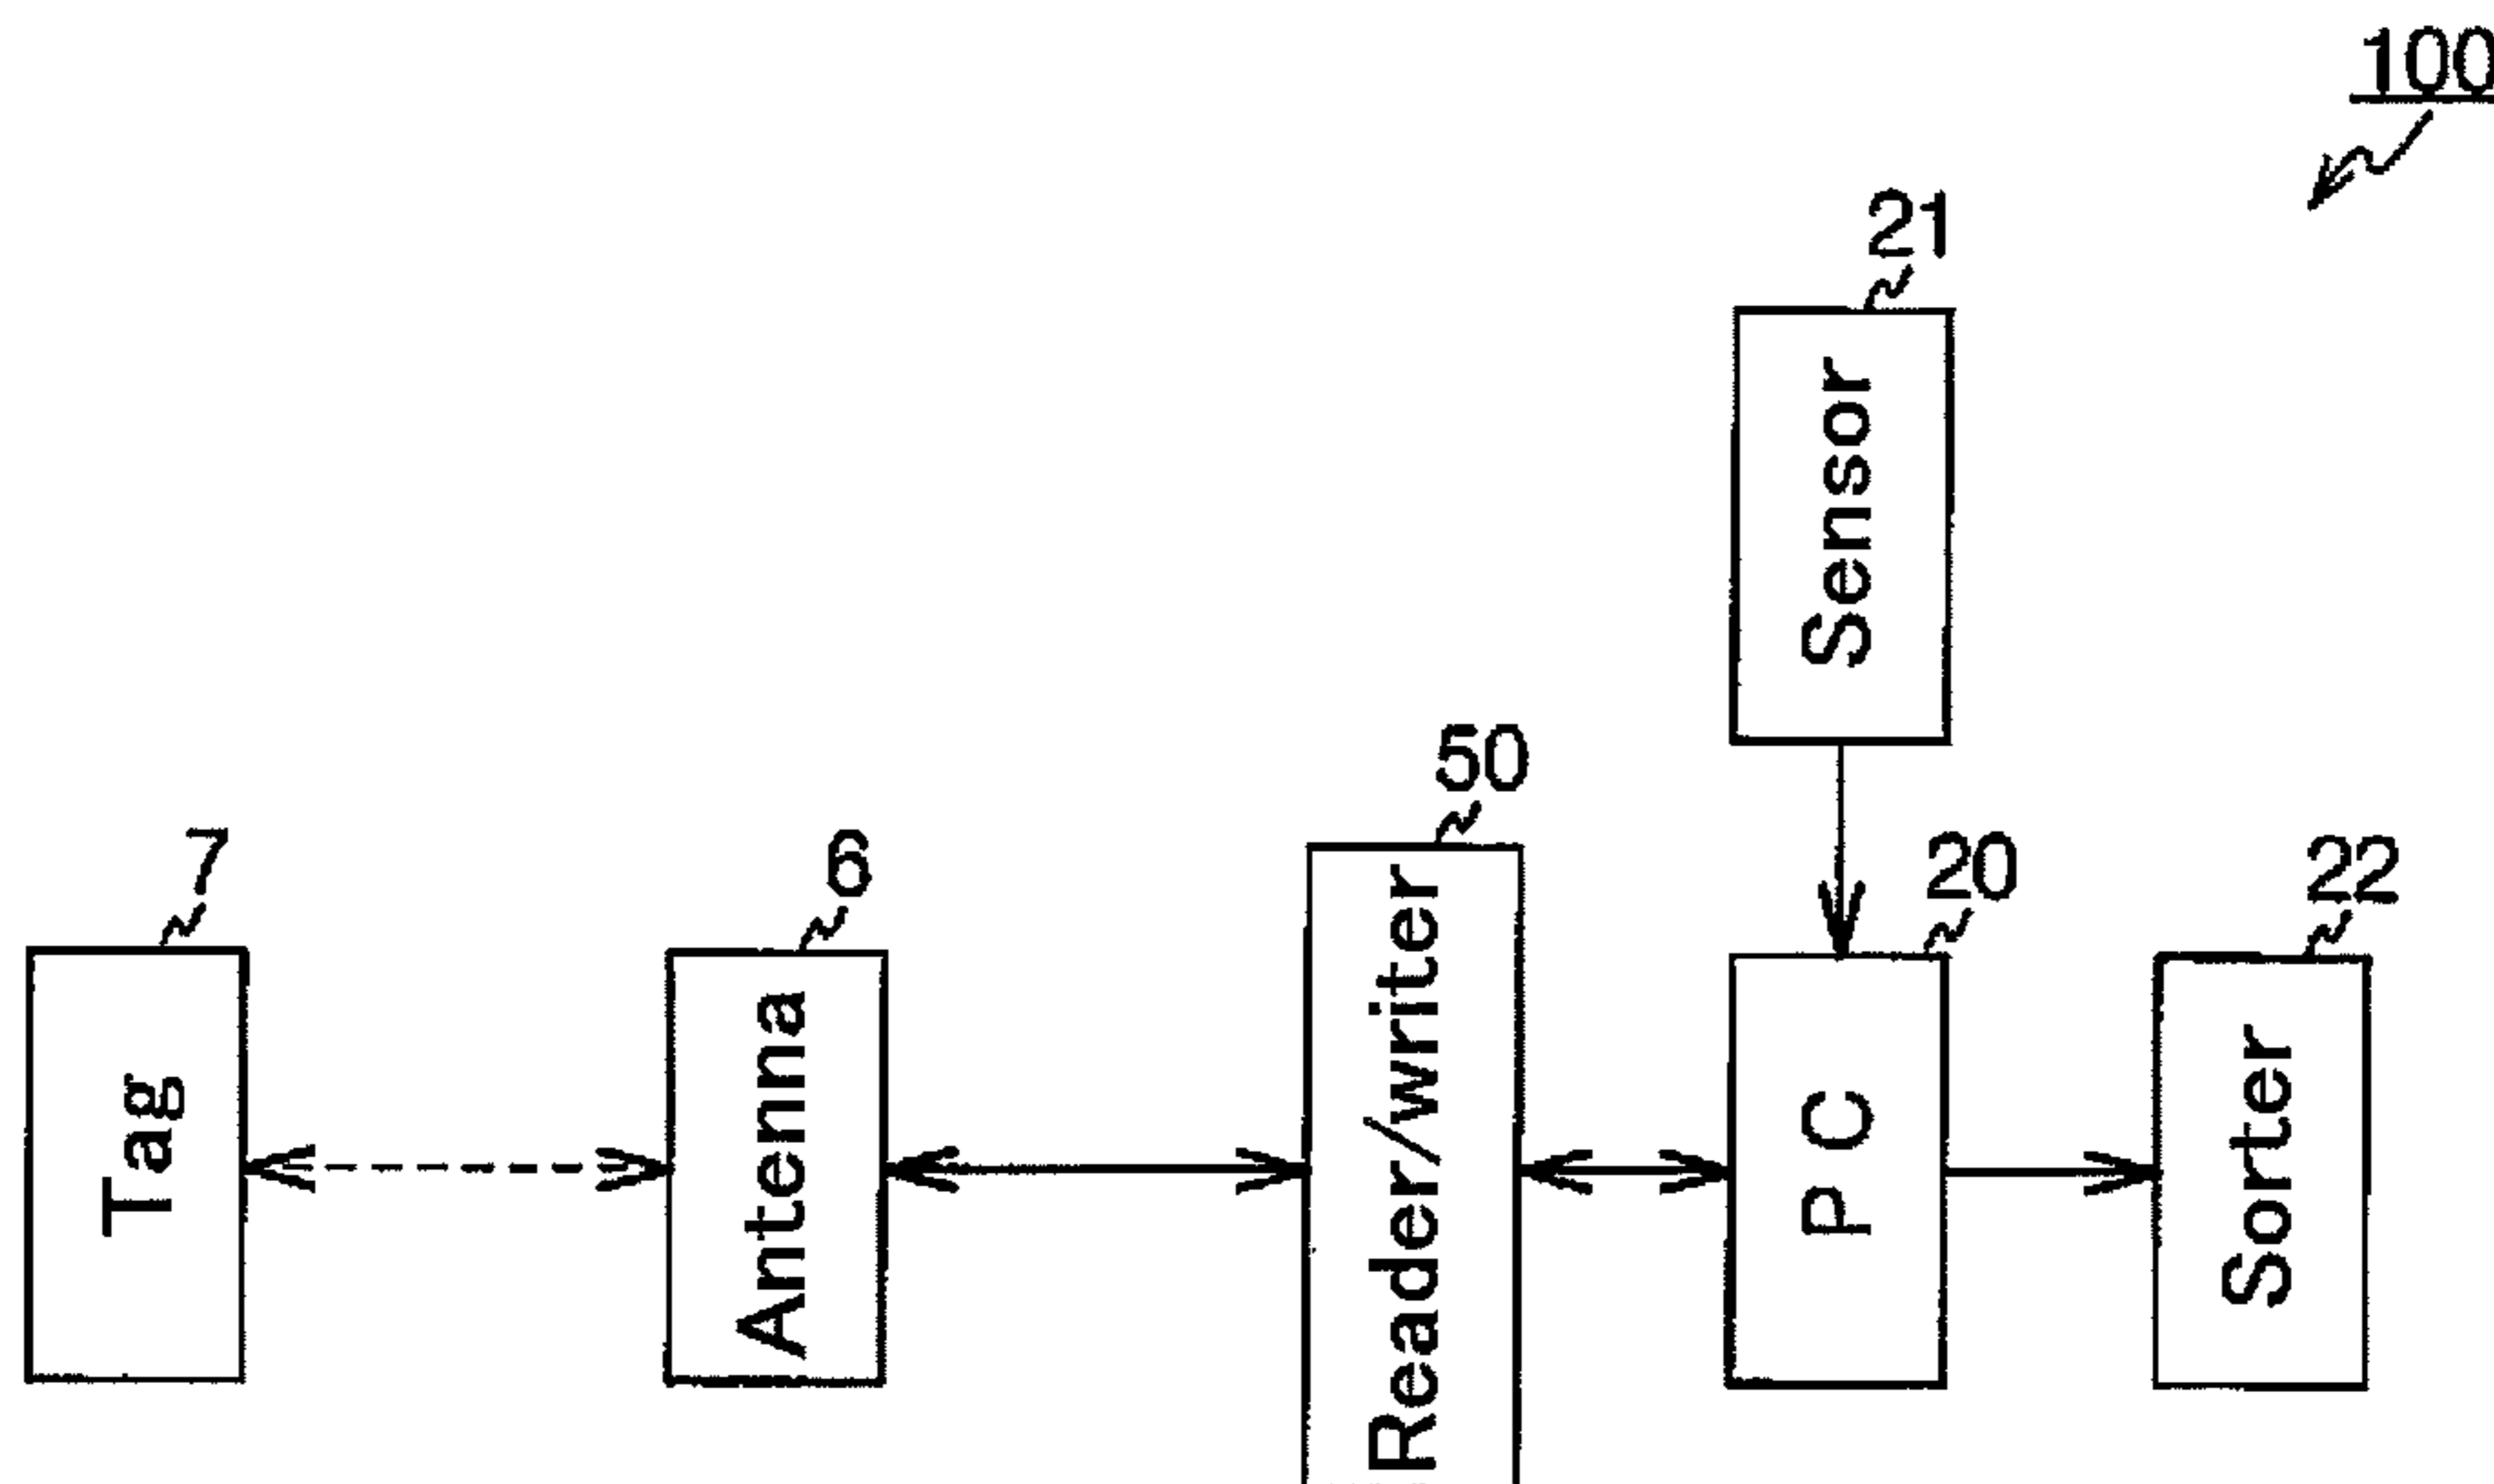 100
21
Sensor
50
7
6
20
22
Tag
Antenna
Reader/writer
P C
Sorter